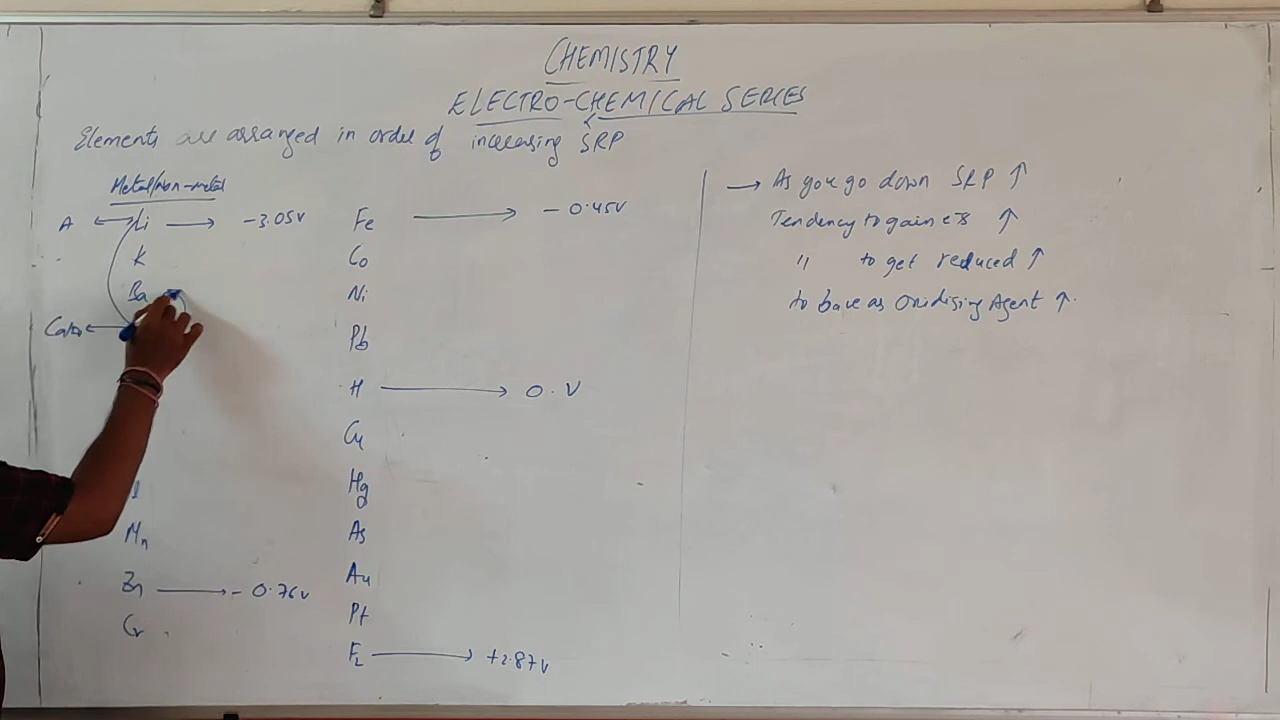 CHEMISTRY
ELECTRO-CHEMICAL SERIES
Elements are arranged in order of increasing SRP
Metal/Non-metal
A ← Li → -3.05V
K
Ba
Mn
Zn → - 0.76V
Cr
Fe → - 0.45V
Co
Ni
Pb
H → 0. V
Cu
Hg
As
Au
Pt
F2 → +2.87V
→ As you go down SRP ↑
Tendency to gain e-s ↑
" to get reduced ↑
to as Oxidising Agent ↑